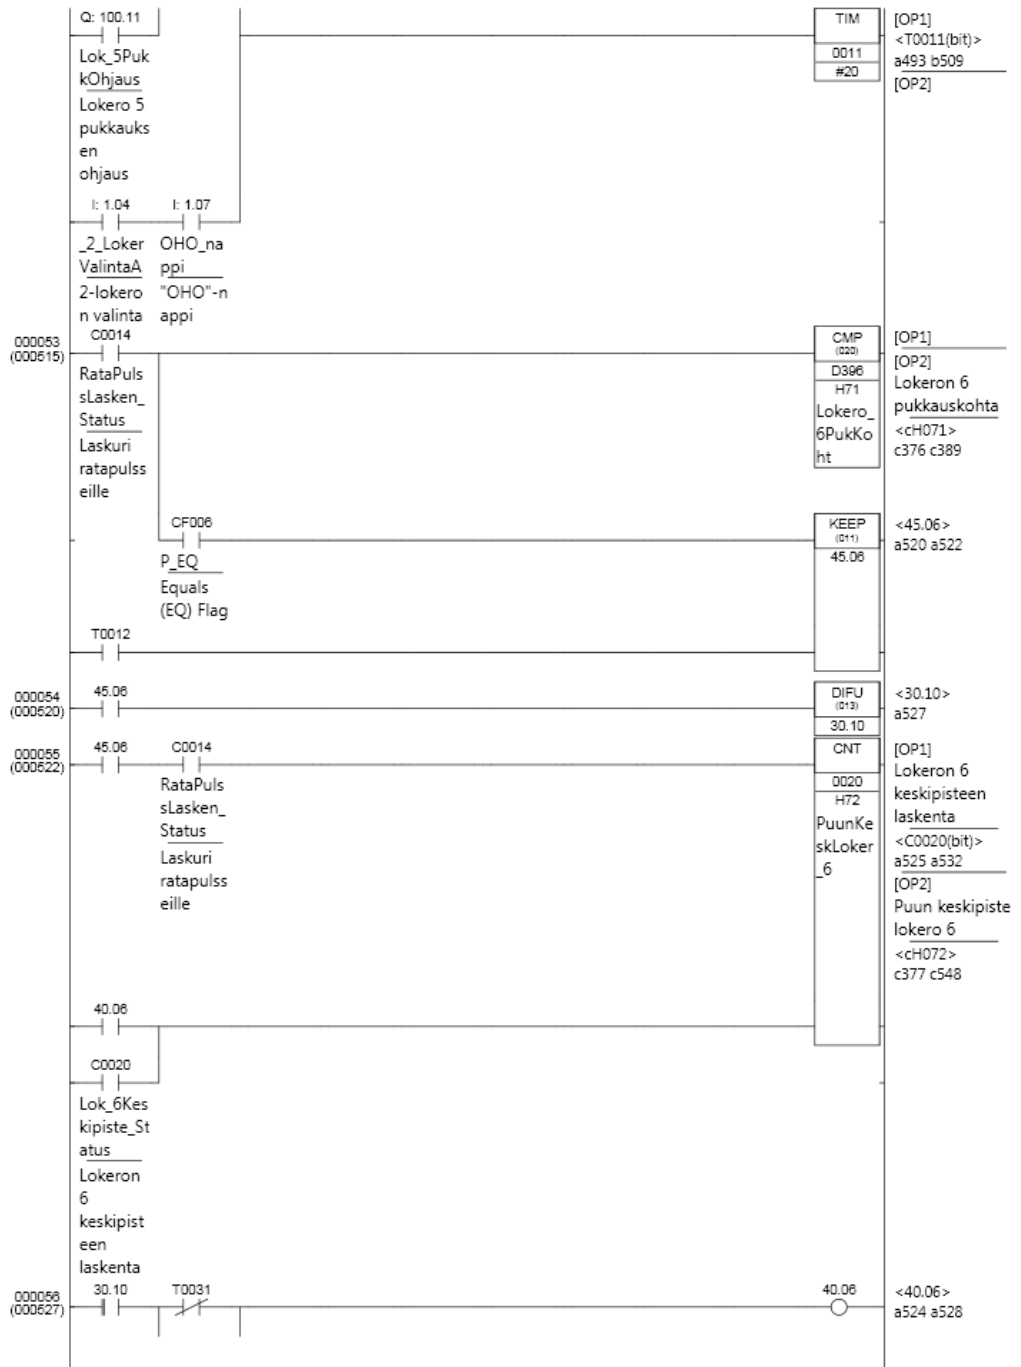 Q: 100.11
Lok_5Puk
kOhjaus
Lokero 5
pukkauks
en
ohjaus
TIM
0011
#20
[OP1]
<T0011(bit)>
a493 b509
[OP2]
I: 1.04
I: 1.07
_2_Loker
ValintaA
2-lokero
n valinta
OHO_na
ppi
"OHO"-n
appi
000053
(000515)
C0014
RataPuls
sLasken_
Status
Laskuri
ratapulss
eille
CMP
(020)
D396
H71
Lokero_
6PukKo
ht
[OP1]
[OP2]
Lokeron 6
pukkauskohta
<cH071>
c376 c389
CF006
P_EQ
Equals
(EQ) Flag
KEEP
(011)
45.06
<45.06>
a520 a522
T0012
000054
(000520)
45.06
DIFU
(013)
30.10
<30.10>
a527
000055
(000522)
45.06
C0014
RataPuls
sLasken_
Status
Laskuri
ratapulss
eille
CNT
0020
H72
PuunKe
skLoker
_6
[OP1]
Lokeron 6
keskipisteen
laskenta
<C0020(bit)>
a525 a532
[OP2]
Puun keskipiste
lokero 6
<cH072>
c377 c548
40.06
C0020
Lok_6Kes
kipiste_St
atus
Lokeron
6
keskipist
een
laskenta
000056
(000527)
30.10
T0031
40.06
<40.06>
a524 a528